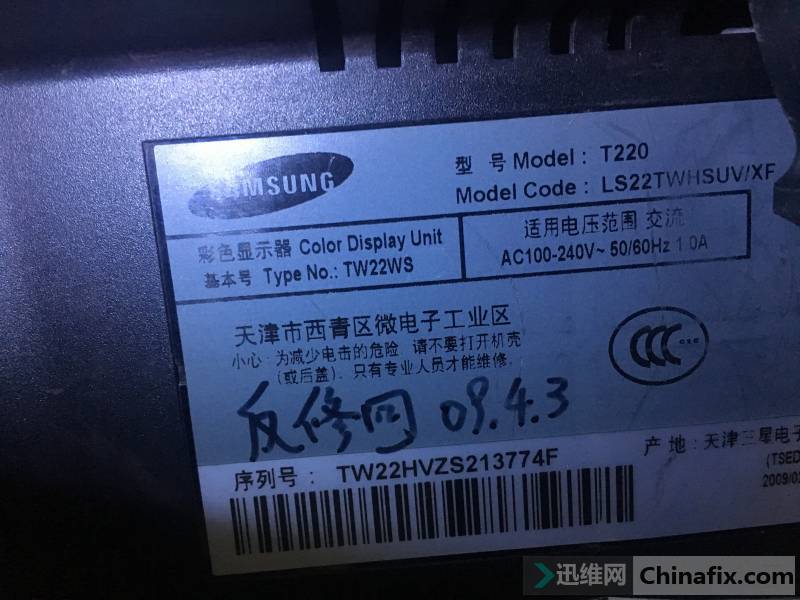 SAMSUNG
型 号 Model : T220
Model Code : LS22TWHSUV/XF
彩色显示器 Color Display Unit
基本号 Type No.: TW22WS
适用电压范围 交流
AC100-240V~ 50/60Hz 1.0A
天津市西青区微电子工业区
小心: 为减少电击的危险, 请不要打开机壳
(或后盖). 只有专业人员才能维修.
CCC
反修回 09.4.3
序列号: TW22HVZS213774F
产 地 : 天津三星电子
(TSED
2009/0
迅维网 Chinafix.com